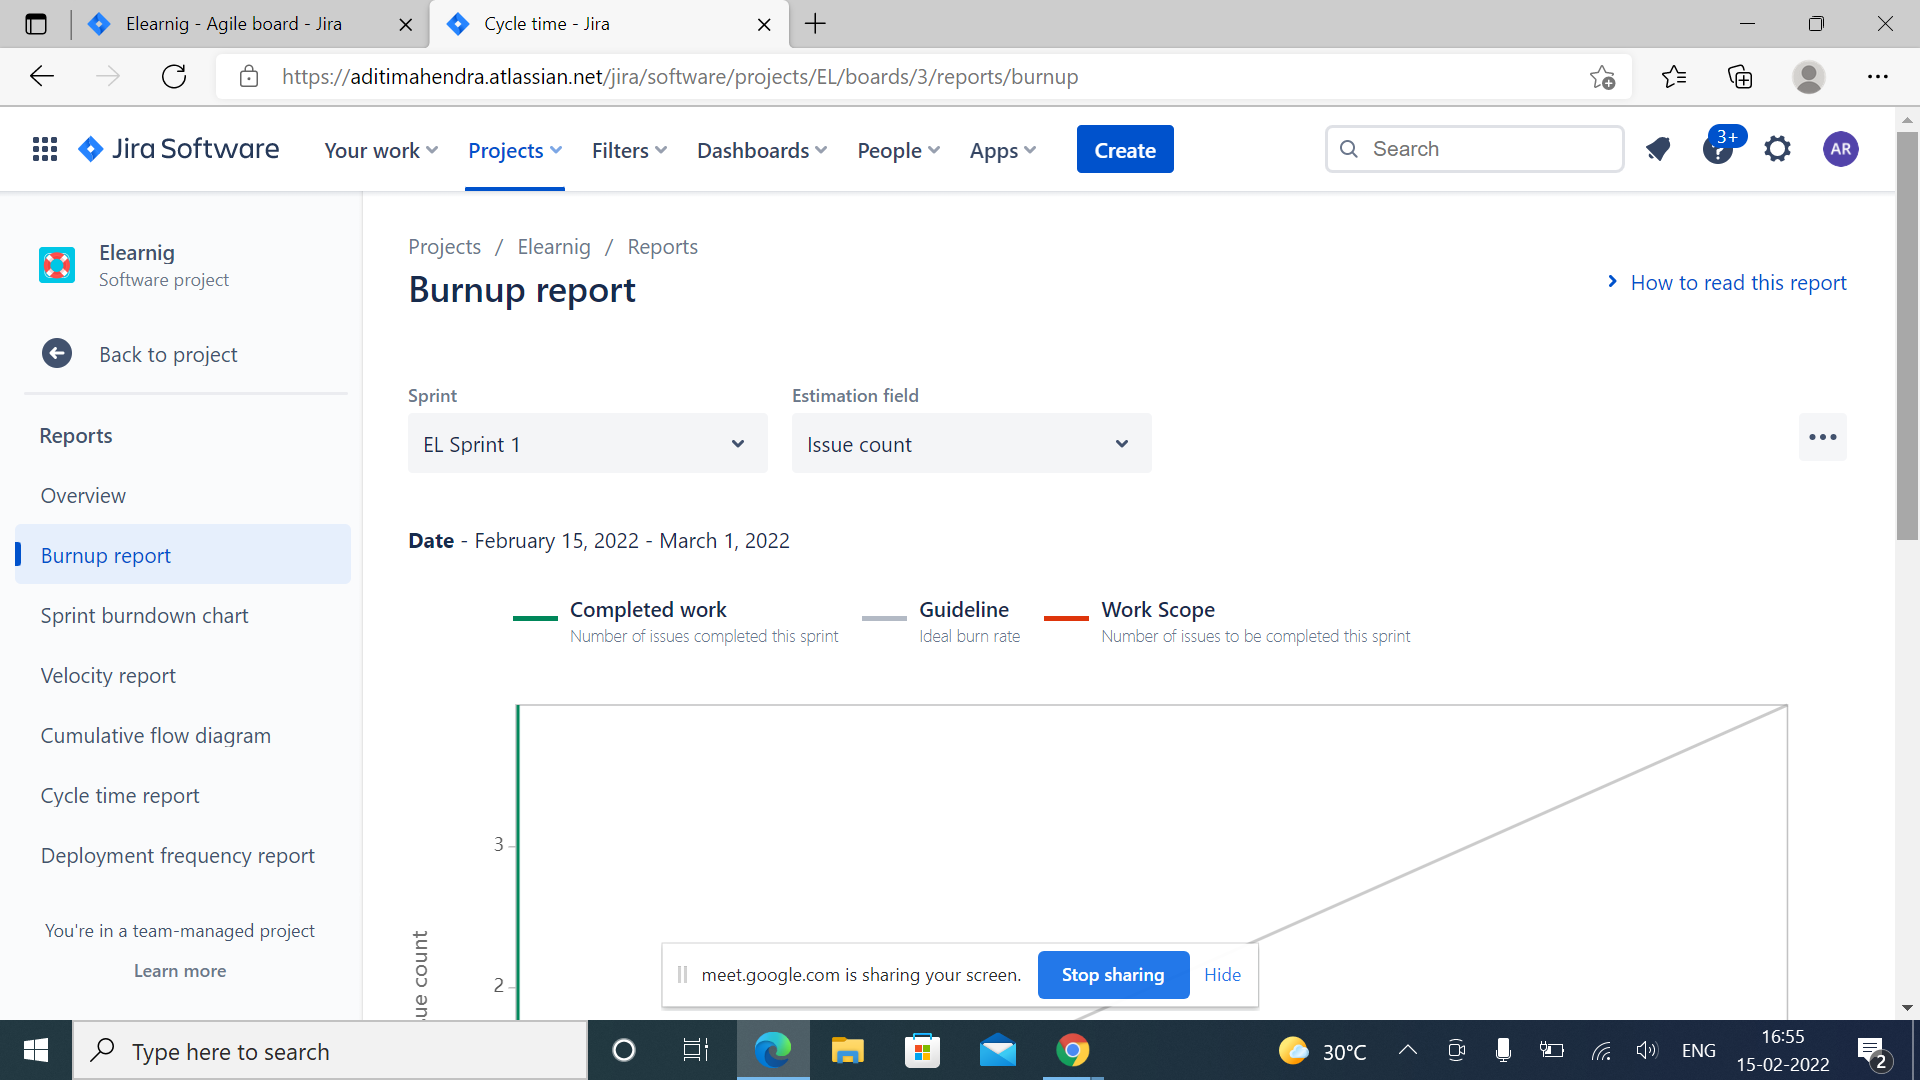 Elearnig - Agile board - Jira
Cycle time - Jira
https://aditimahendra.atlassian.net/jira/software/projects/EL/boards/3/reports/burnup
Jira Software
Your work
Projects
Filters
Dashboards
People
Apps
Create
Search
3+
?
AR
Elearnig
Software project
Back to project
Reports
Overview
Burnup report
Sprint burndown chart
Velocity report
Cumulative flow diagram
Cycle time report
Deployment frequency report
You're in a team-managed project
Learn more
Projects / Elearnig / Reports
Burnup report
How to read this report
Sprint
Estimation field
EL Sprint 1
Issue count
Date - February 15, 2022 - March 1, 2022
Completed work
Number of issues completed this sprint
Guideline
Ideal burn rate
Work Scope
Number of issues to be completed this sprint
3
2
sue count
meet.google.com is sharing your screen.
Stop sharing
Hide
Type here to search
30°C
ENG
16:55
15-02-2022
2